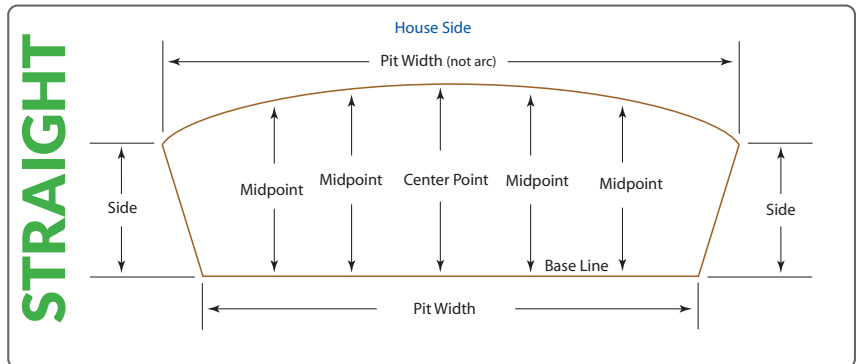 STRAIGHT
House Side
Pit Width (not arc)
Midpoint
Midpoint
Center Point
Midpoint
Midpoint
Side
Side
Base Line
Pit Width